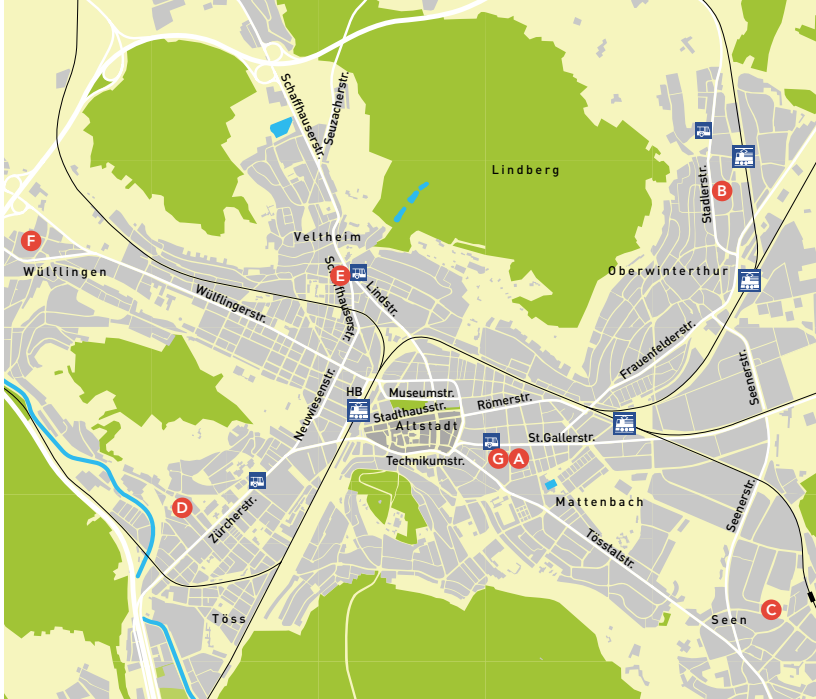 Schaffhauserstr.
Seuzacherstr.
Lindberg
Stadlerstr.
B
F
Veltheim
Wülflingen
E
Oberwinterthur
Schaffhauserstr.
Lindstr.
Wülflingerstr.
Frauenfelderstr.
Seenerstr.
Neuwiesenstr.
HB
Museumstr.
Stadthausstr.
Römerstr.
Altstadt
St.Gallerstr.
Technikumstr.
G
A
Mattenbach
D
Zürcherstr.
Seenerstr.
Tösstalstr.
Töss
Seen
C